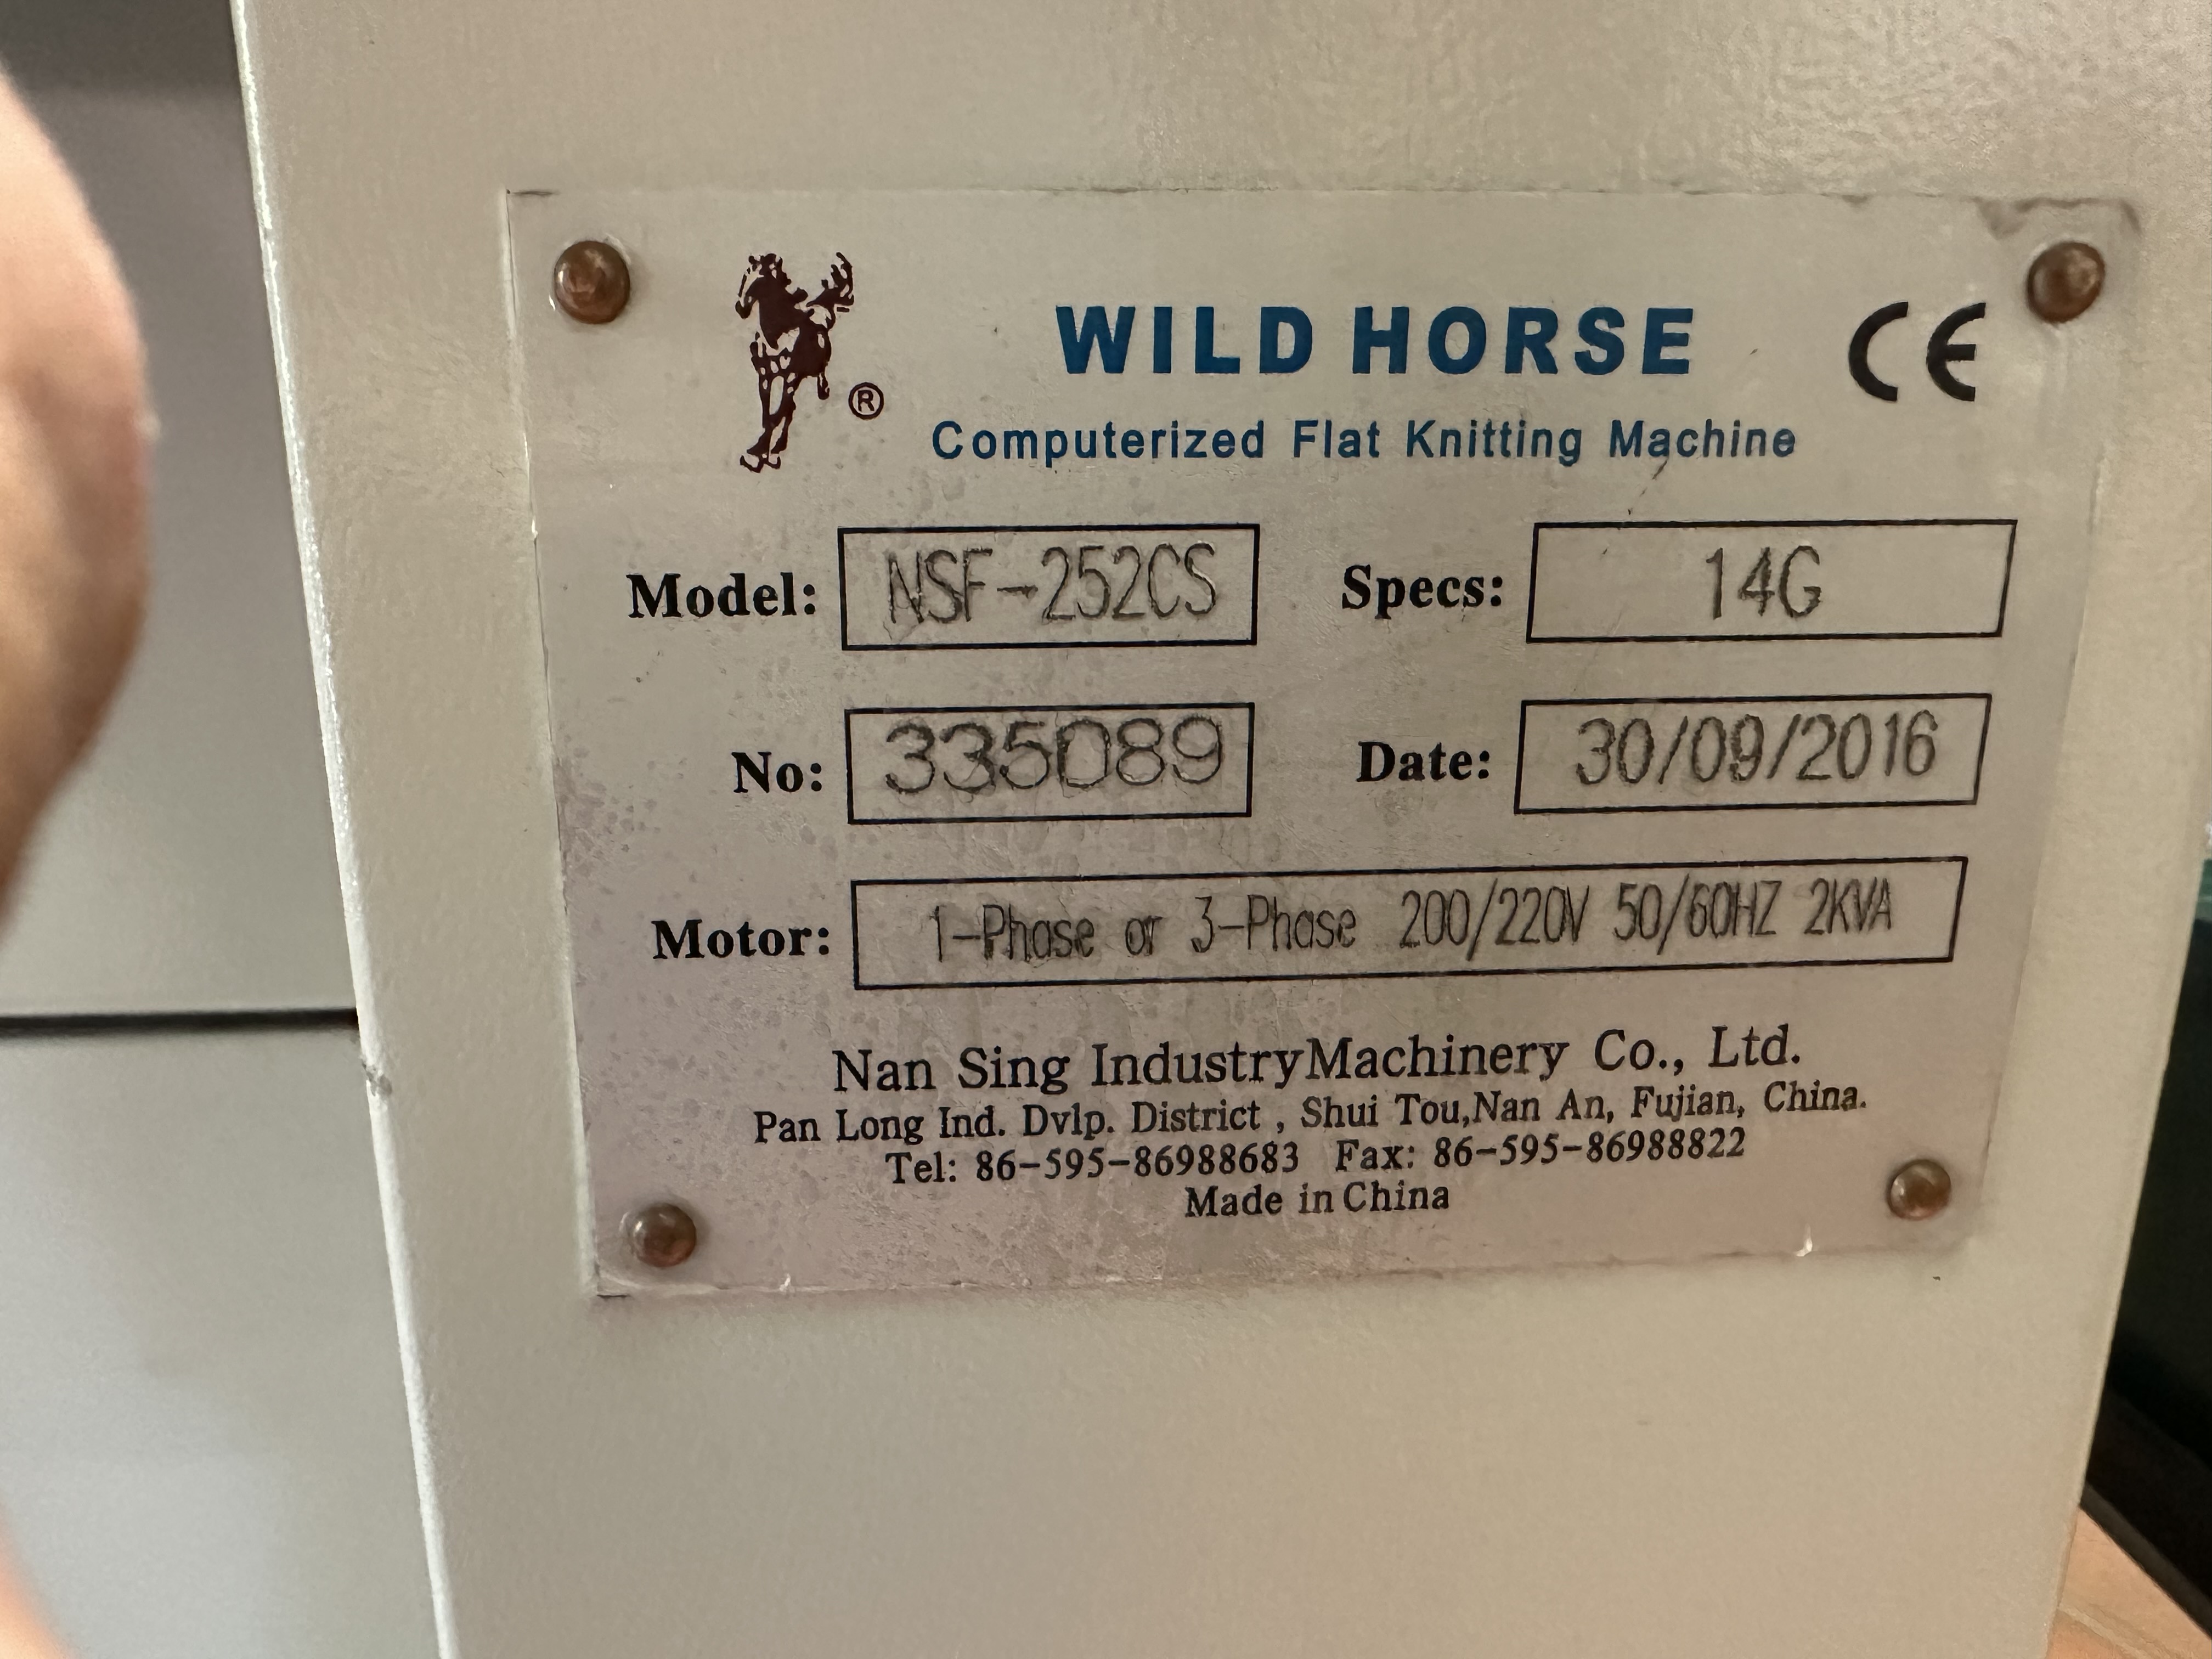 WILD HORSE
CE
Computerized Flat Knitting Machine
®
Model: NSF-252CS Specs: 14G
No: 335089 Date: 30/09/2016
Motor: 1-Phase or 3-Phase 200/220V 50/60HZ 2KVA
Nan Sing IndustryMachinery Co., Ltd.
Pan Long Ind. Dvlp. District , Shui Tou,Nan An, Fujian, China.
Tel: 86-595-86988683 Fax: 86-595-86988822
Made in China